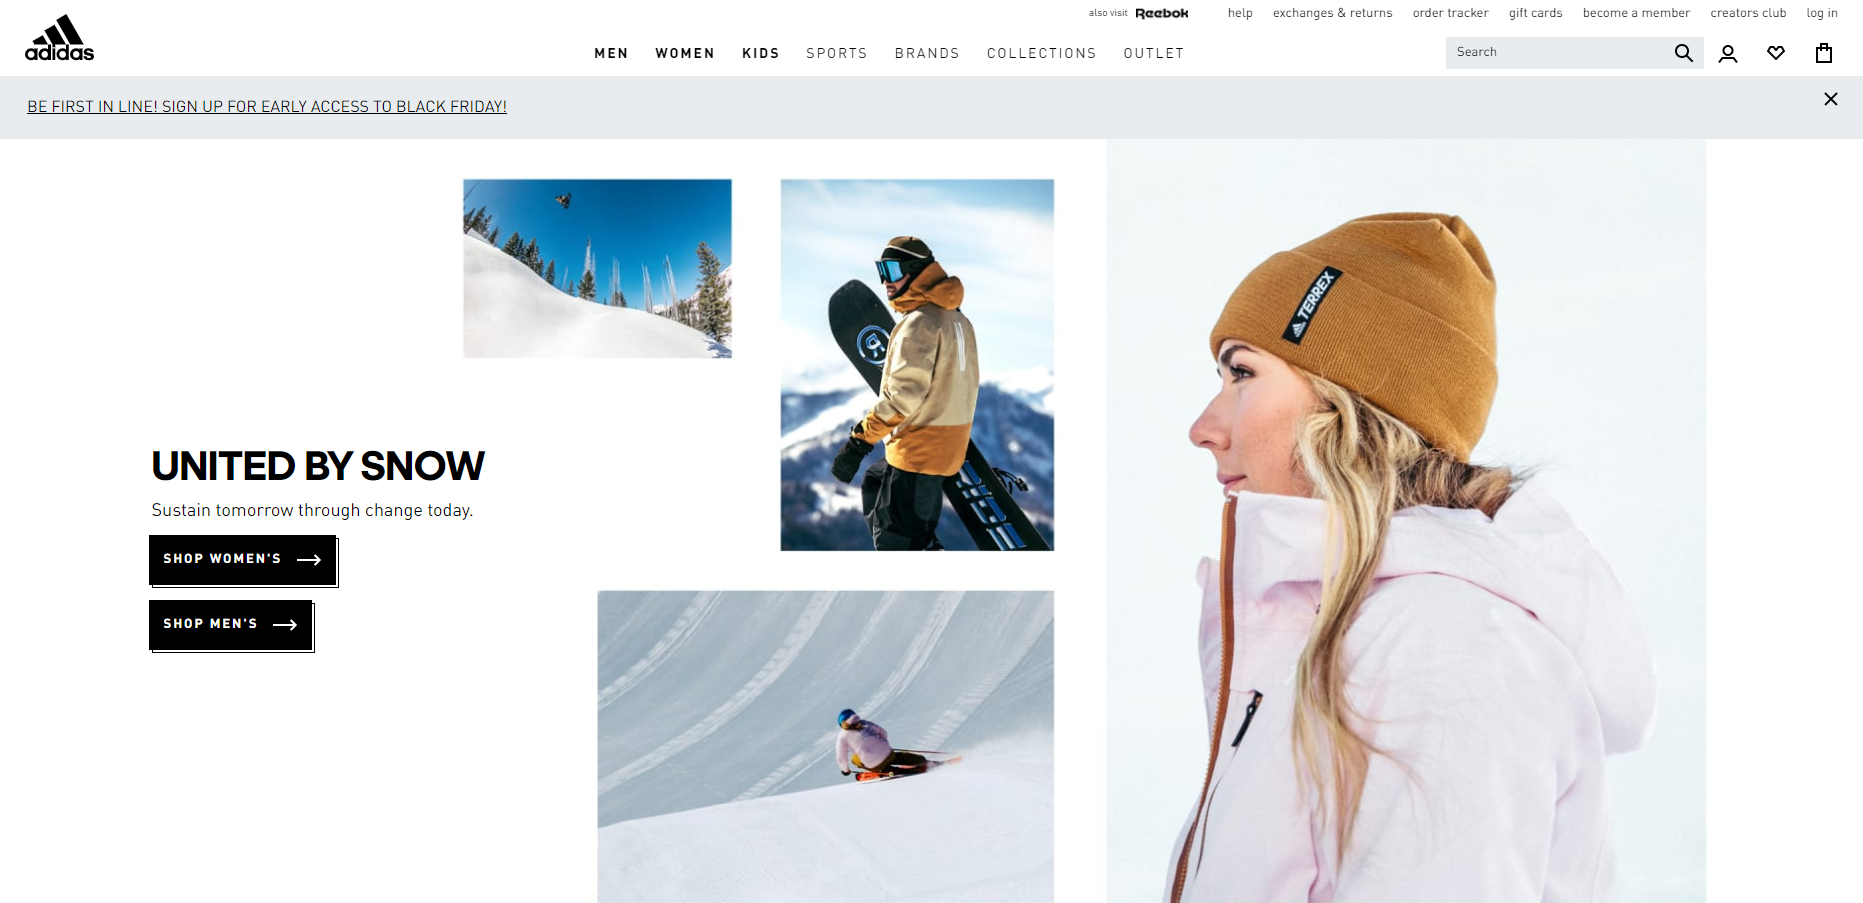 also visit Reebok help exchanges & returns order tracker gift cards become a member creators club log in
adidas
MEN WOMEN KIDS SPORTS BRANDS COLLECTIONS OUTLET
Search
BE FIRST IN LINE! SIGN UP FOR EARLY ACCESS TO BLACK FRIDAY!
TERREX
UNITED BY SNOW
Sustain tomorrow through change today.
SHOP WOMEN'S
SHOP MEN'S